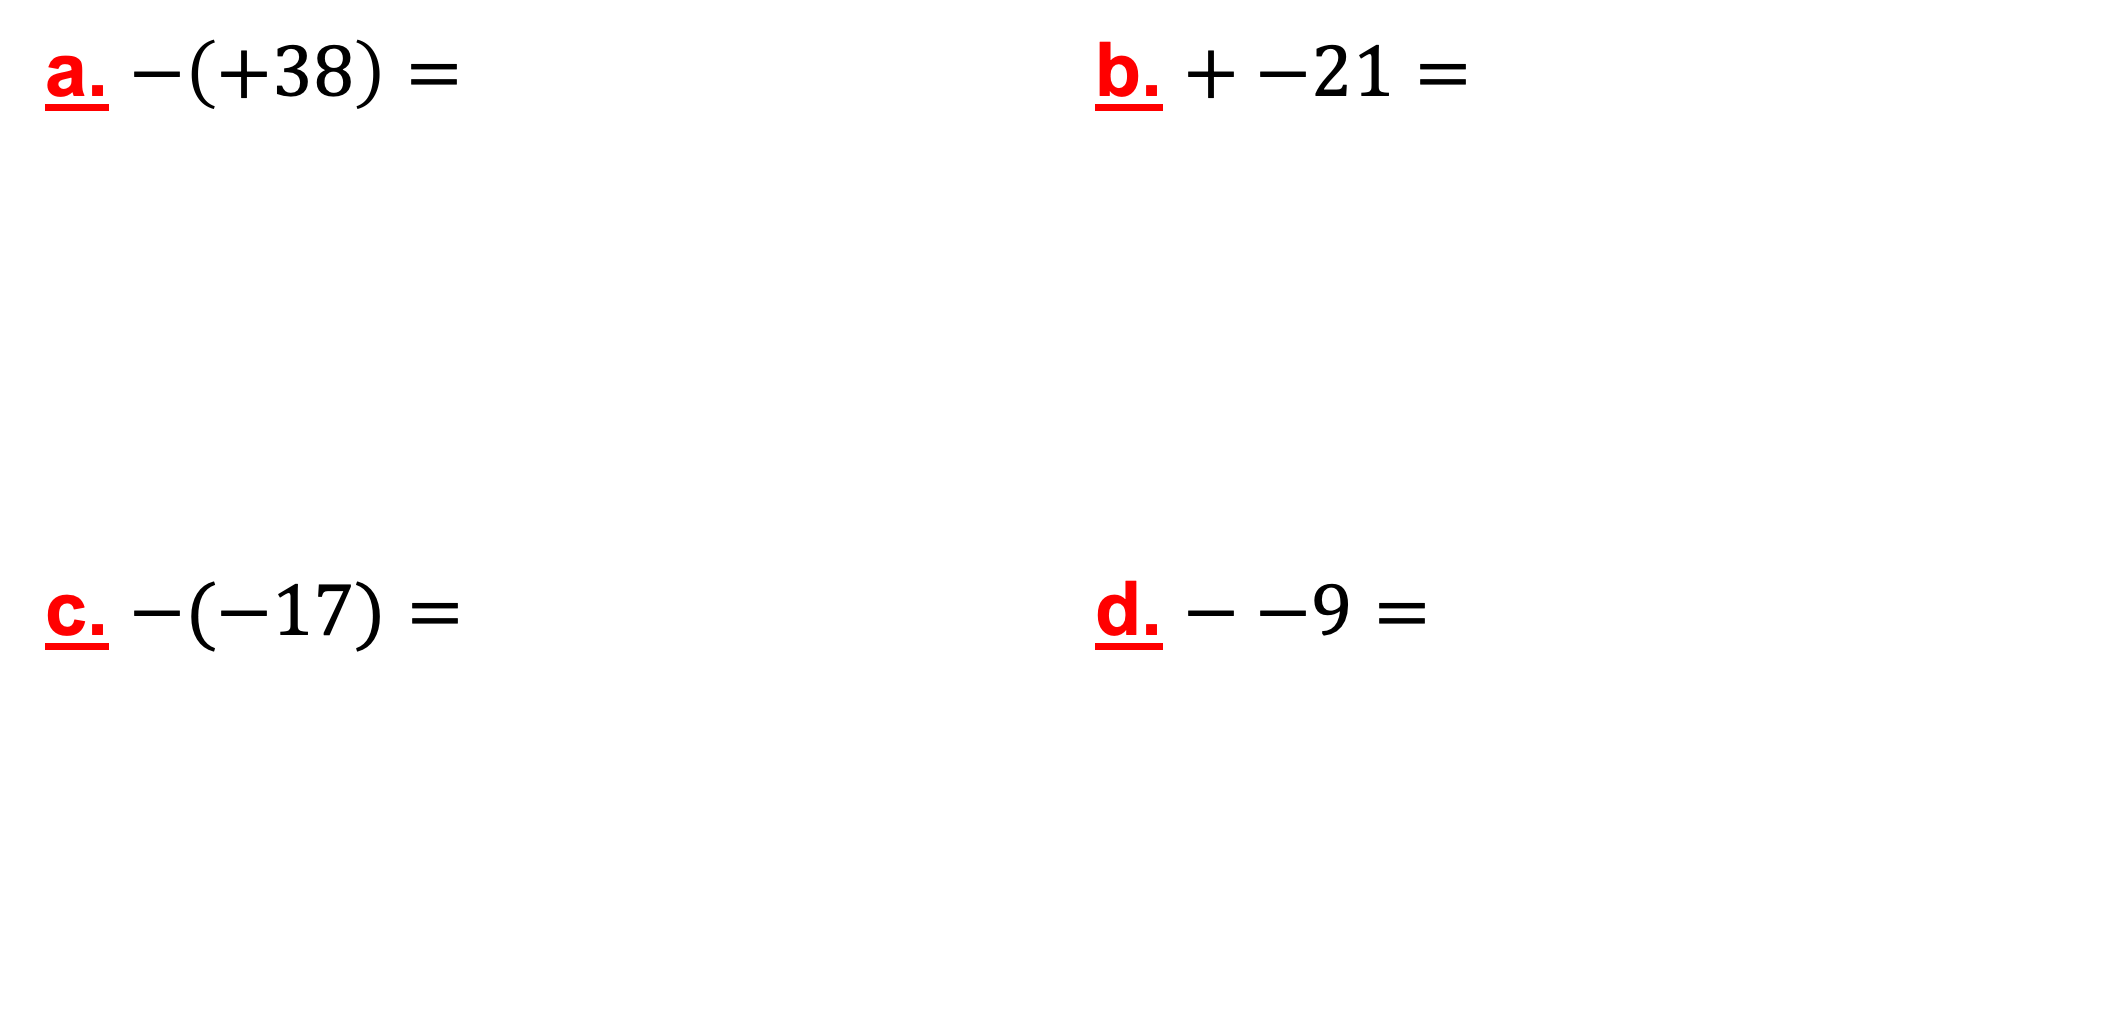 a. −(+38) =
b. + −21 =
c. −(−17) =
d. − −9 =